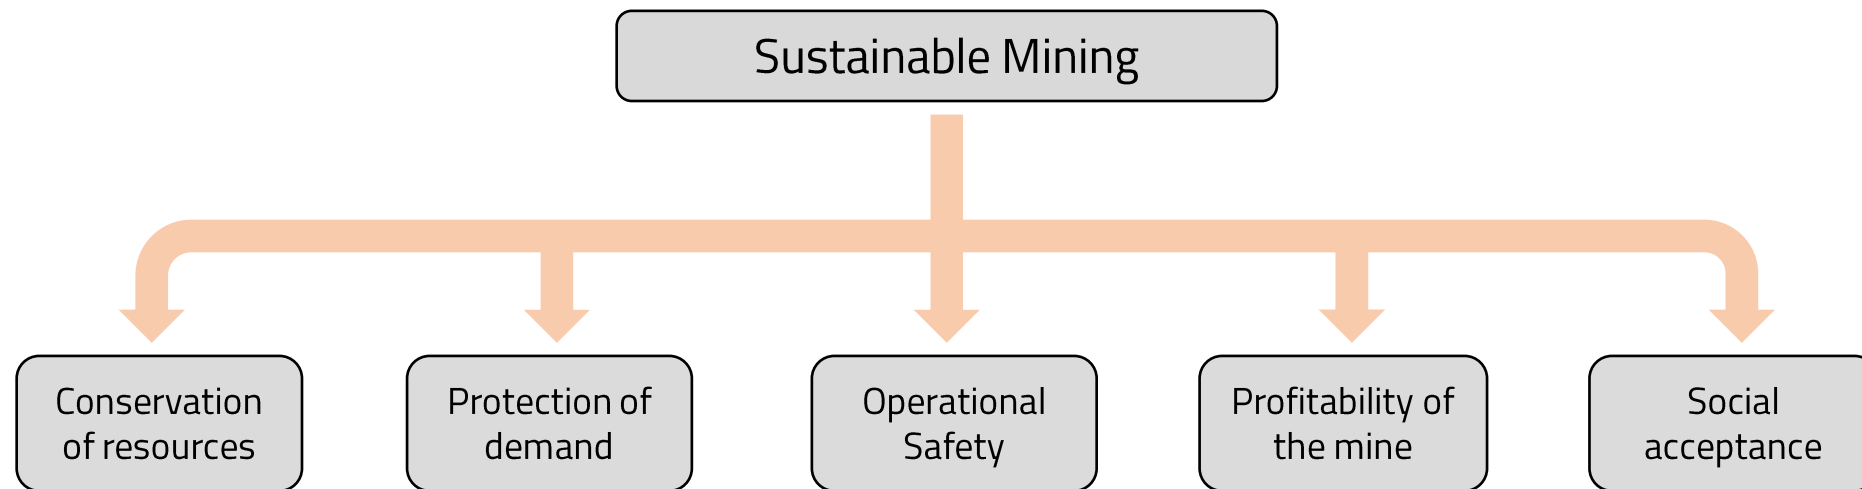 Sustainable Mining
Conservation
of resources
Protection of
demand
Operational
Safety
Profitability of
the mine
Social
acceptance